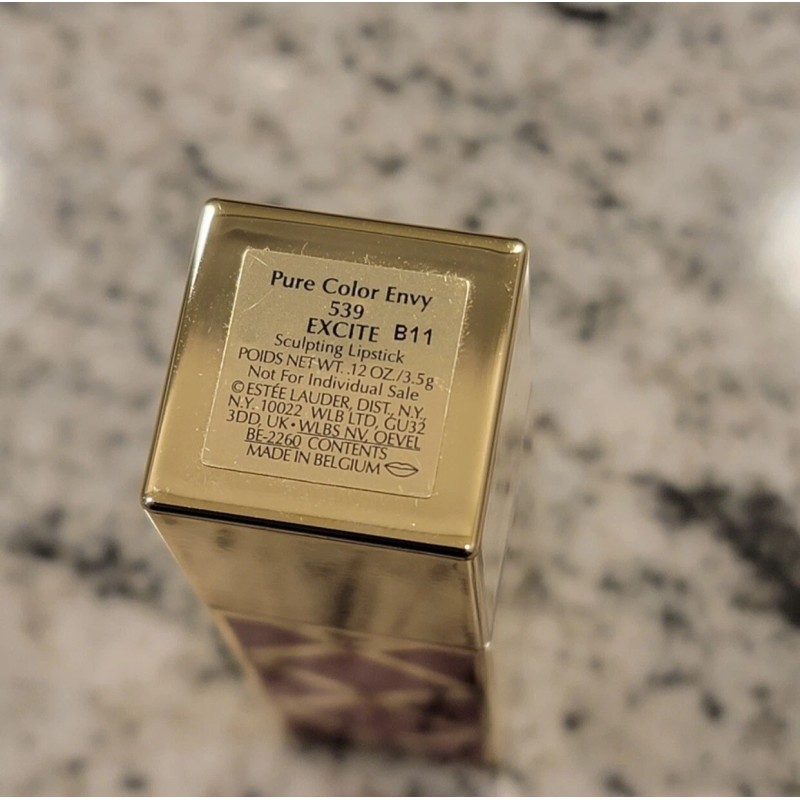 Pure Color Envy
539
EXCITE B11
Sculpting Lipstick
POIDS NET WT. .12 OZ./3.5g
Not For Individual Sale
©ESTÉE LAUDER, DIST., N.Y.
N.Y. 10022 WLB LTD, GU32
3DD, UK • WLBS NV, OEVEL
BE-2260 CONTENTS
MADE IN BELGIUM